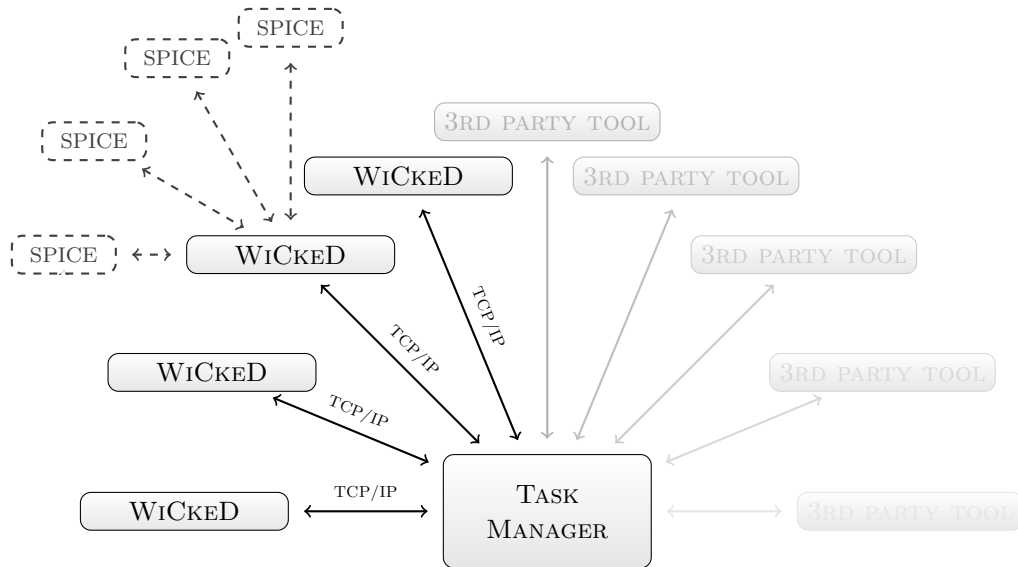 SPICE
SPICE
SPICE
SPICE
3RD PARTY TOOL
WICKED
3RD PARTY TOOL
WICKED
3RD PARTY TOOL
TCP/IP
TCP/IP
WICKED
3RD PARTY TOOL
TCP/IP
TCP/IP
WICKED
TASK
MANAGER
3RD PARTY TOOL